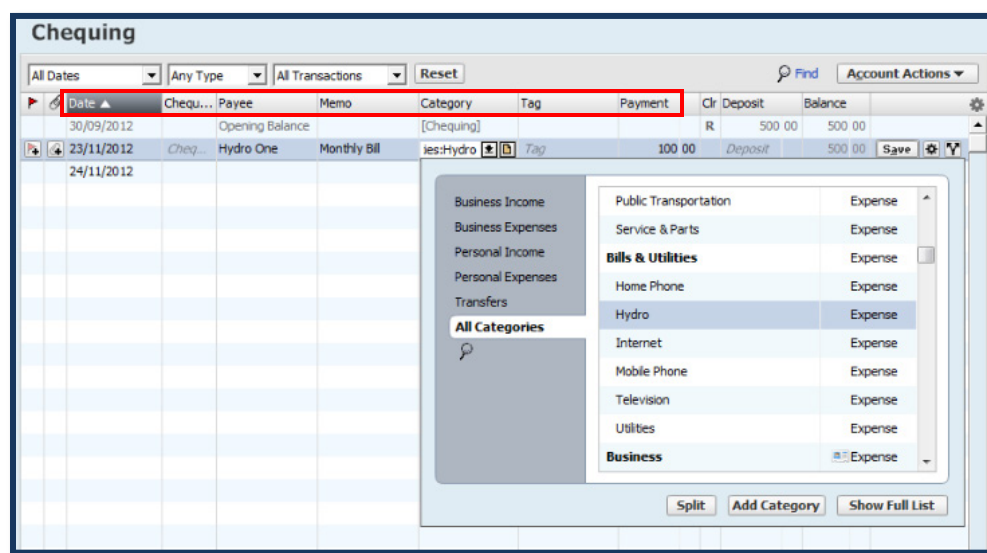 Chequing
All Dates Any Type All Transactions Reset Find Account Actions
Date Chequ... Payee Memo Category Tag Payment Clr Deposit Balance
30/09/2012 Opening Balance [Chequing] R 500 00 500 00
23/11/2012 Cheq... Hydro One Monthly Bill ies:Hydro Tag 100 00 Deposit 500 00 Save
24/11/2012
Business Income
Business Expenses
Personal Income
Personal Expenses
Transfers
All Categories
Public Transportation Expense
Service & Parts Expense
Bills & Utilities Expense
Home Phone Expense
Hydro Expense
Internet Expense
Mobile Phone Expense
Television Expense
Utilities Expense
Business Expense
Split Add Category Show Full List